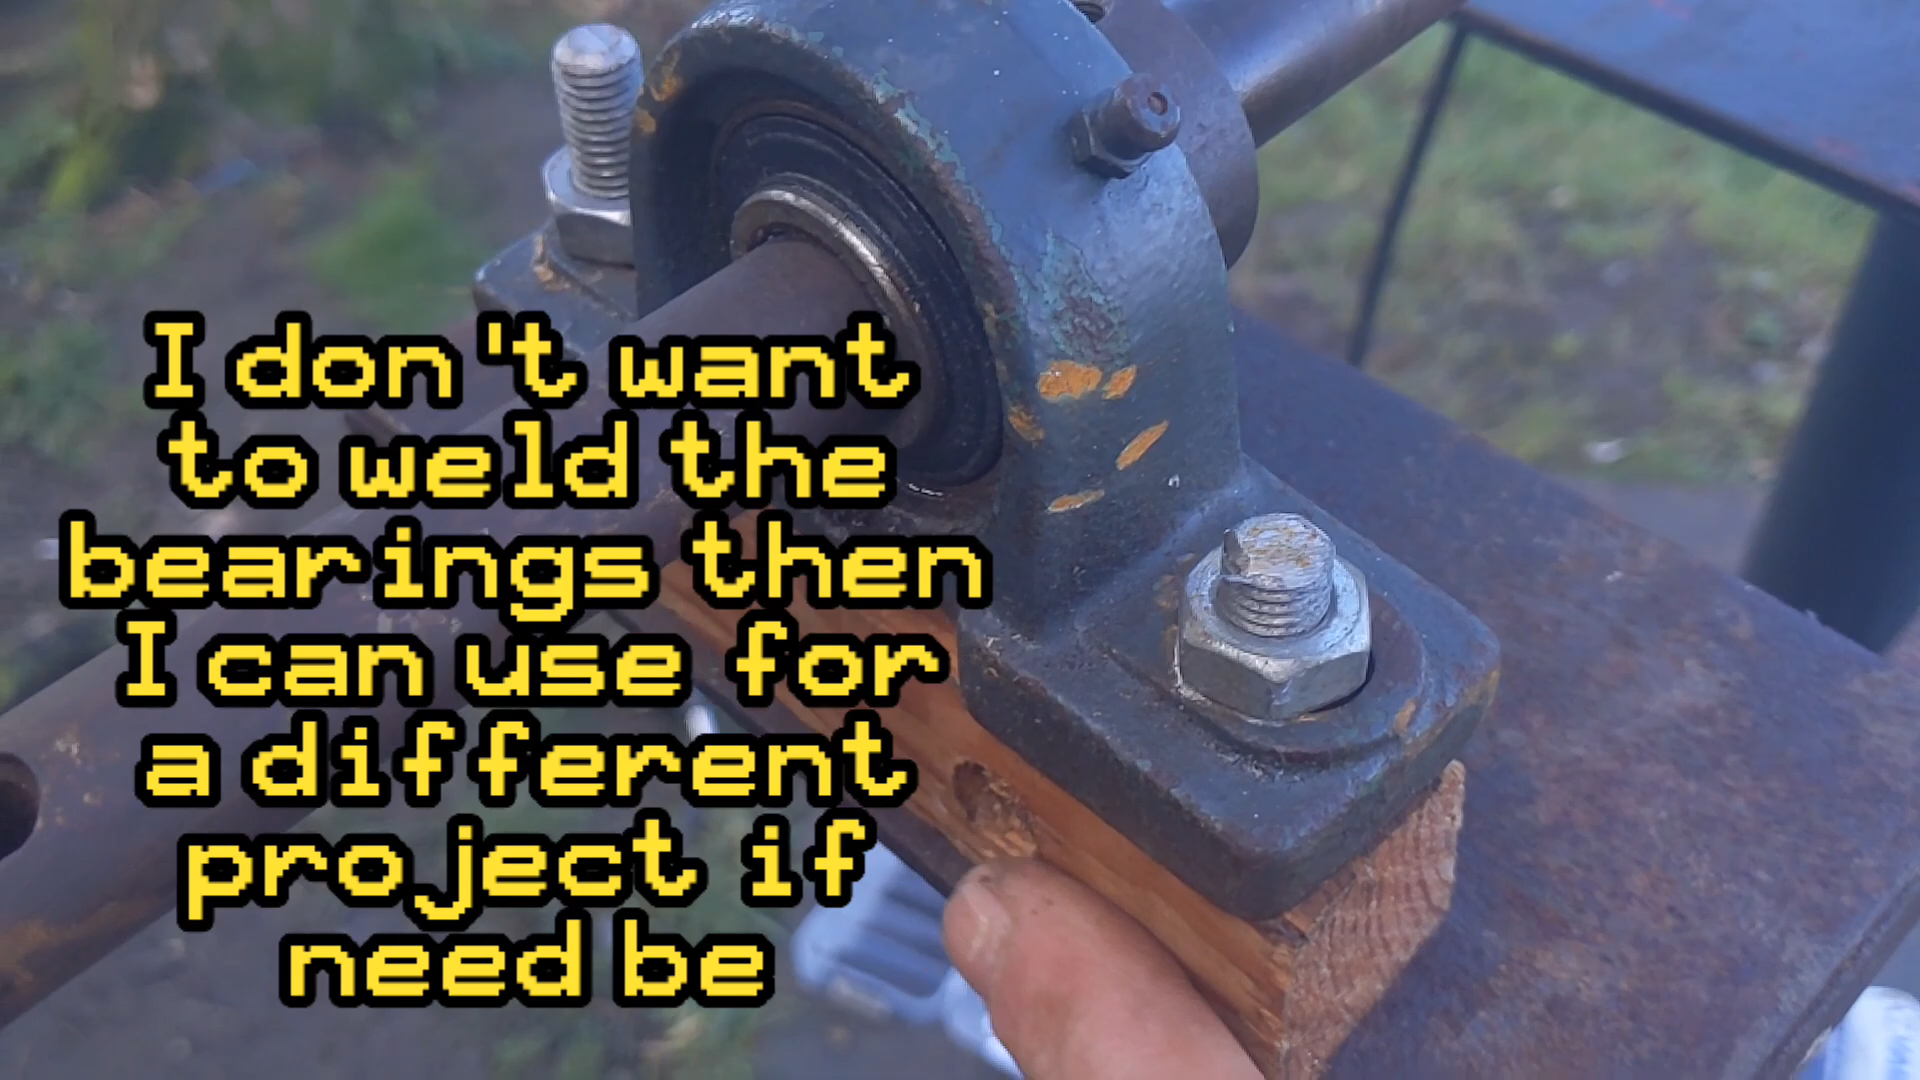 I don't want
to weld the
bearings then
I can use for
a different
project if
need be